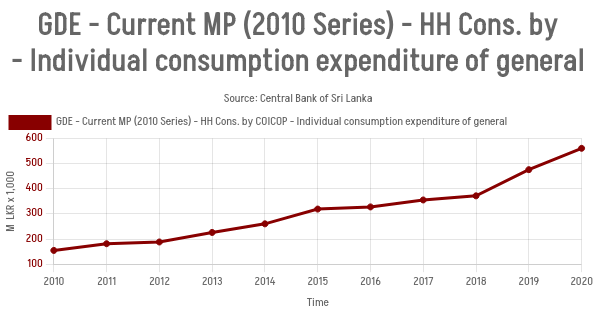 GDE - Current MP (2010 Series) - HH Cons. by
- Individual consumption expenditure of general
Source: Central Bank of Sri Lanka
GDE - Current MP (2010 Series) - HH Cons. by COICOP - Individual consumption expenditure of general
M LKR x 1,000
600
500
400
300
200
100
2010 2011 2012 2013 2014 2015 2016 2017 2018 2019 2020
Time